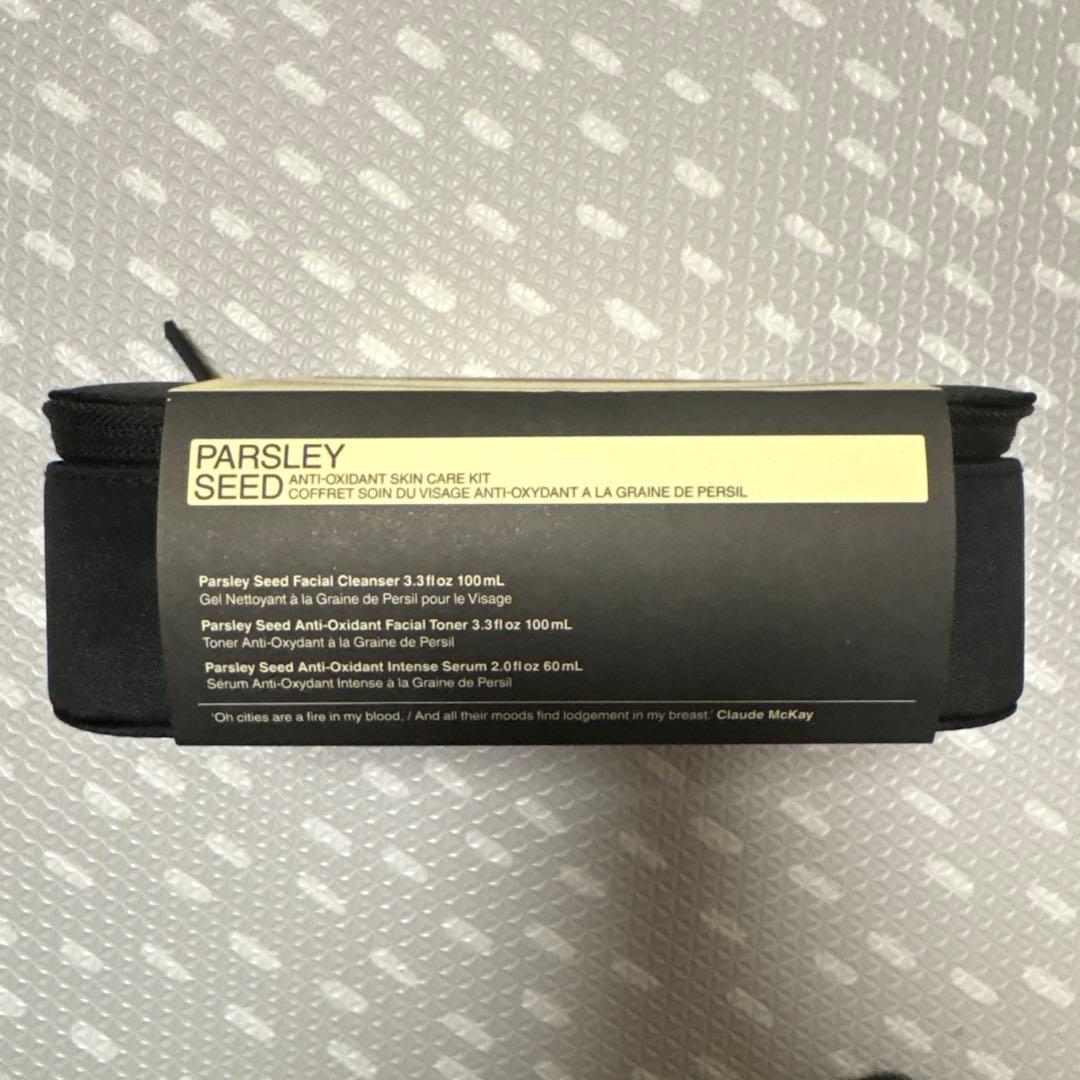 PARSLEY
SEED ANTI-OXIDANT SKIN CARE KIT
COFFRET SOIN DU VISAGE ANTI-OXYDANT A LA GRAINE DE PERSIL
Parsley Seed Facial Cleanser 3.3 fl oz 100 mL
Gel Nettoyant à la Graine de Persil pour le Visage
Parsley Seed Anti-Oxidant Facial Toner 3.3 fl oz 100 mL
Toner Anti-Oxydant à la Graine de Persil
Parsley Seed Anti-Oxidant Intense Serum 2.0 fl oz 60 mL
Sérum Anti-Oxydant Intense à la Graine de Persil
'Oh cities are a fire in my blood, / And all their moods find lodgement in my breast.' Claude McKay